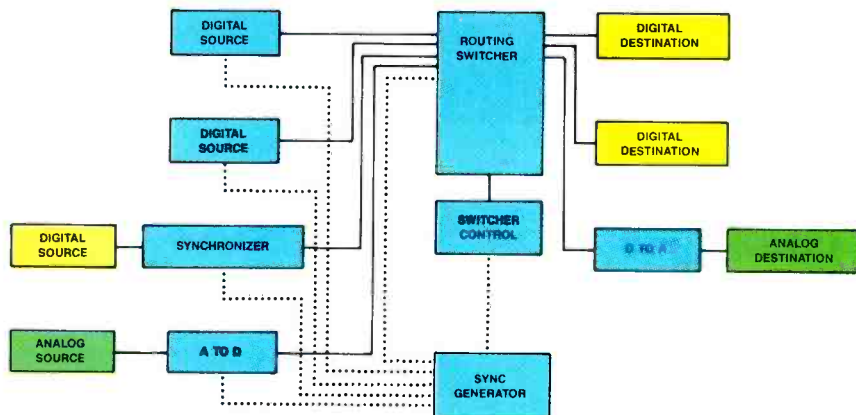 DIGITAL
SOURCE
ROUTING
SWITCHER
DIGITAL
DESTINATION
DIGITAL
SOURCE
DIGITAL
DESTINATION
DIGITAL
SOURCE
SYNCHRONIZER
SWITCHER
CONTROL
D TO A
ANALOG
DESTINATION
ANALOG
SOURCE
A TO D
SYNC
GENERATOR